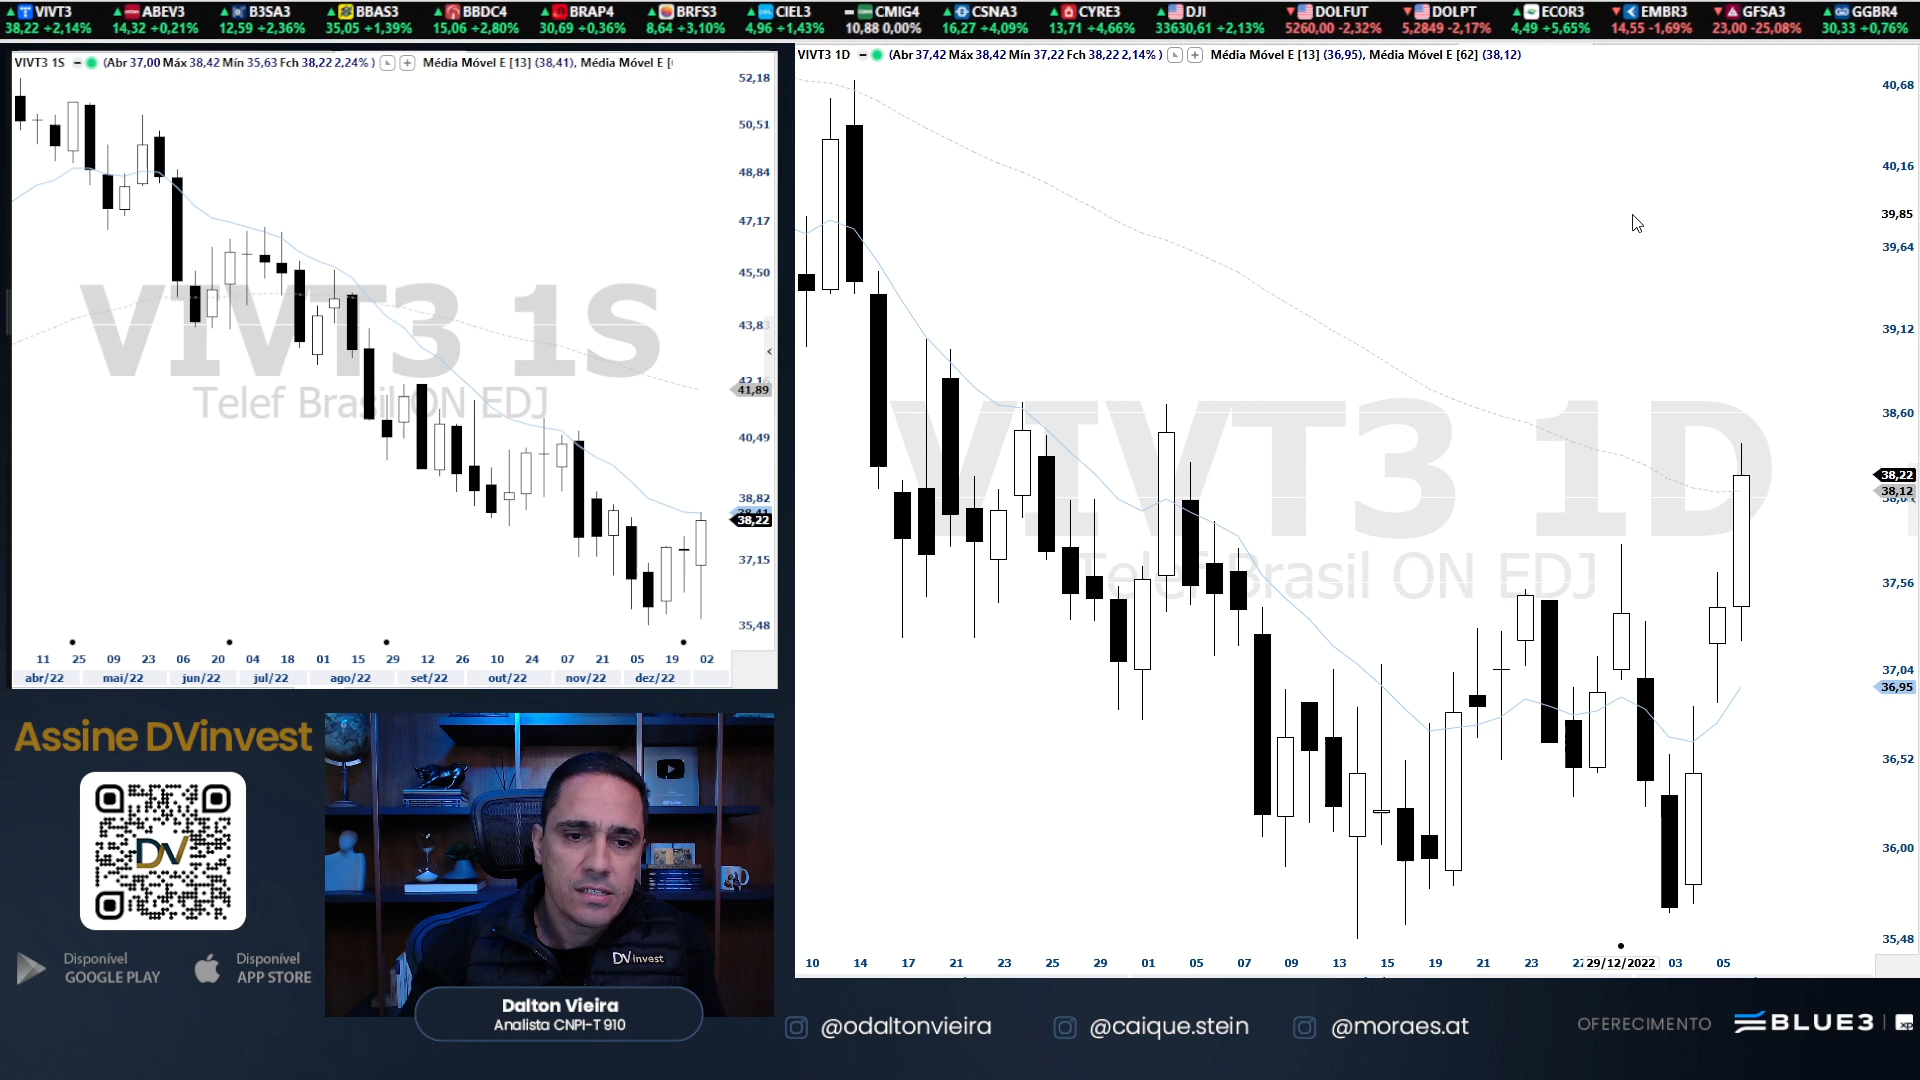 VIVT3 ABEV3 B3SA3 BBAS3 BBDC4 BRAP4 BRFS3 CIEL3 CMIG4 CSNA3 CYRE3 DJI DOLFUT DOLPT ECOR3 EMBR3 GFSA3 GGBR4
38,22 +2,14% 14,32 +0,21% 12,59 +2,36% 35,05 +1,39% 15,06 +2,80% 30,69 +0,36% 8,64 +3,10% 4,96 +1,43% 10,88 0,00% 16,27 +4,09% 13,71 +4,66% 33630,61 +2,13% 5260,00 -2,32% 5,2849 -2,17% 4,49 +5,65% 14,55 -1,69% 23,00 -25,08% 30,33 +0,76%
VIVT3 1S (Abr 37,00 Máx 38,42 Mín 35,63 Fch 38,22 2,24% ) Média Móvel E [13] (38,41), Média Móvel E [
52,18
50,51
48,84
47,17
45,50
43,83
41,89
40,49
38,82
38,22
37,15
35,48
VIVT3 1S
Telef Brasil ON EDJ
11 25 09 23 06 20 04 18 01 15 29 12 26 10 24 07 21 05 19 02
abr/22 mai/22 jun/22 jul/22 ago/22 set/22 out/22 nov/22 dez/22
VIVT3 1D (Abr 37,42 Máx 38,42 Mín 37,22 Fch 38,22 2,14% ) Média Móvel E [13] (36,95), Média Móvel E [62] (38,12)
40,68
40,16
39,85
39,64
39,12
38,60
38,22
38,12
37,56
37,04
36,95
36,52
36,00
35,48
VIVT3 1D
Telef Brasil ON EDJ
10 14 17 21 23 25 29 01 05 07 09 13 15 19 21 23 29/12/2022 03 05
Assine DVinvest
DV
Disponível
GOOGLE PLAY
Disponível
APP STORE
DVinvest
Dalton Vieira
Analista CNPI-T 910
@odaltonvieira @caique.stein @moraes.at
OFERECIMENTO BLUE3 | xp